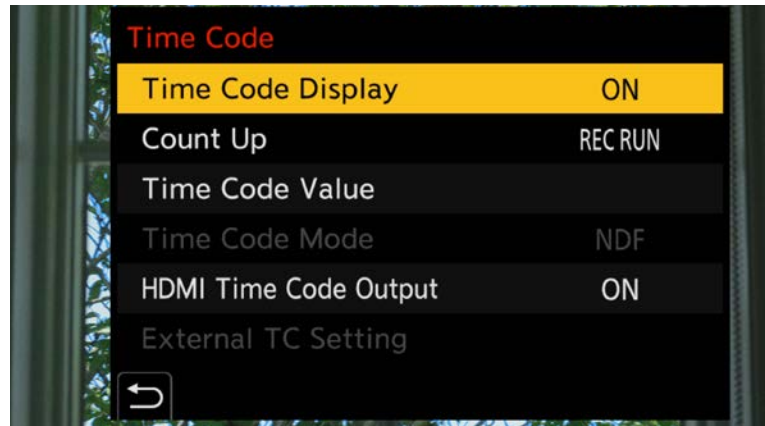 Time Code
Time Code Display ON
Count Up REC RUN
Time Code Value
Time Code Mode NDF
HDMI Time Code Output ON
External TC Setting